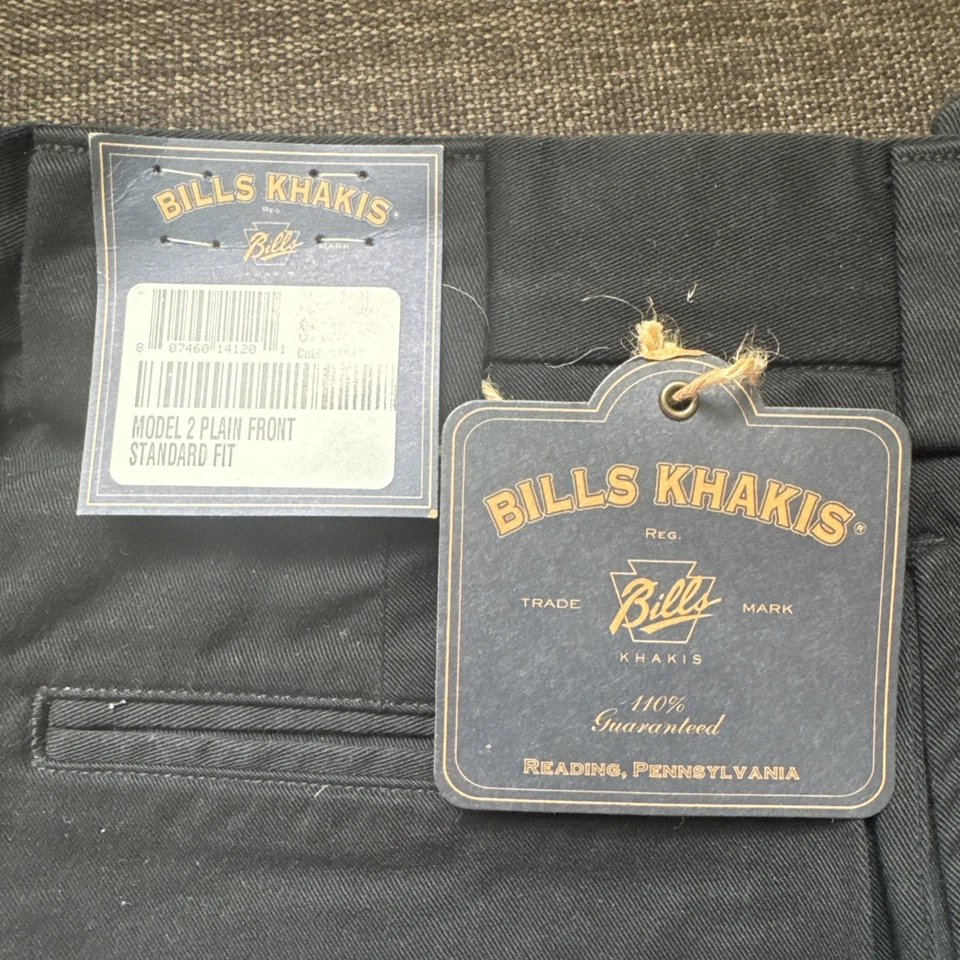 BILLS KHAKIS
REG
Bills
MARK
KHAKIS
8 07460 14120 1
MODEL 2 PLAIN FRONT
STANDARD FIT
BILLS KHAKIS®
REG.
TRADE Bills MARK
KHAKIS
110%
Guaranteed
READING, PENNSYLVANIA